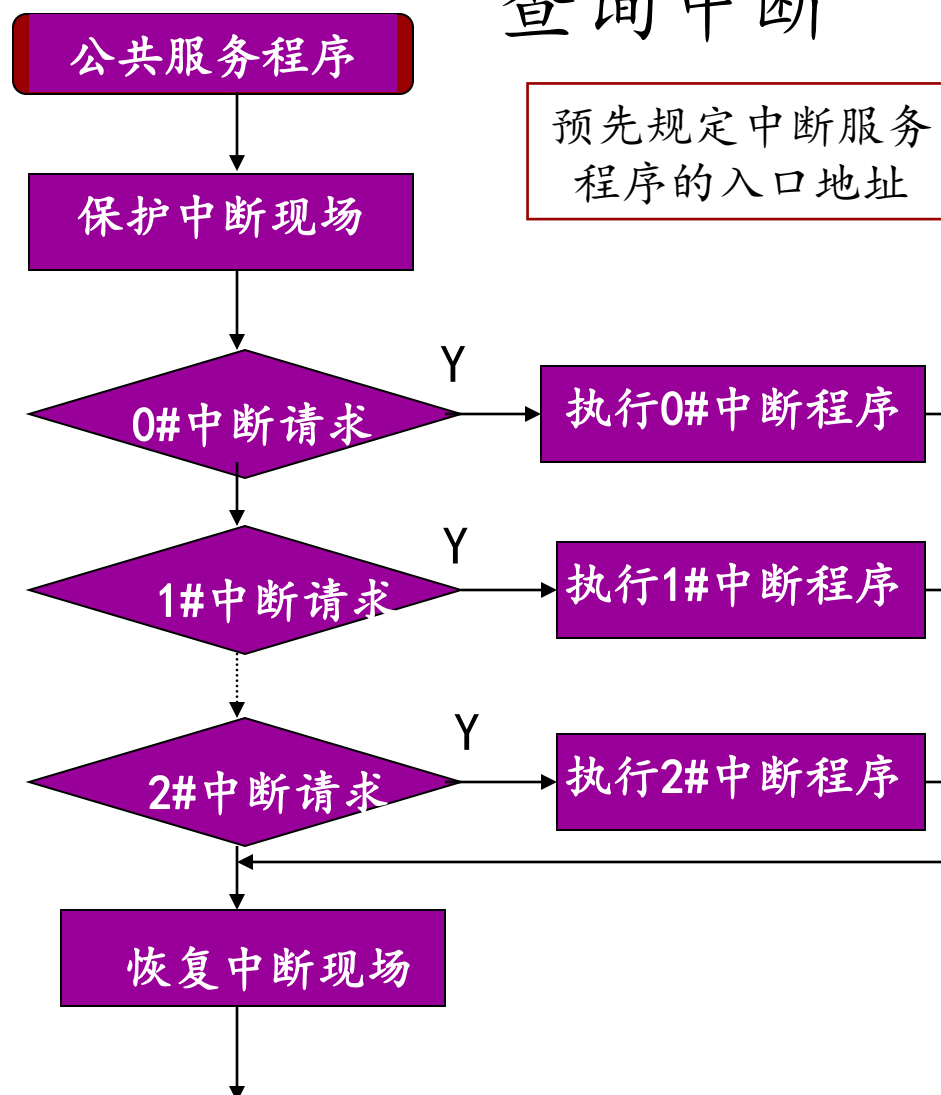 查询中断
公共服务程序
预先规定中断服务
程序的入口地址
保护中断现场
Y
0#中断请求
执行0#中断程序
Y
1#中断请求
执行1#中断程序
Y
2#中断请求
执行2#中断程序
恢复中断现场